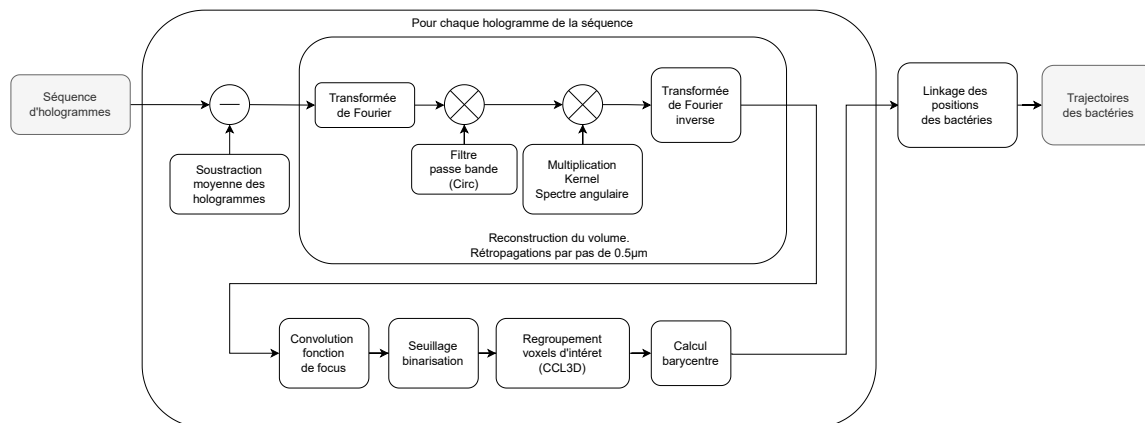 Pour chaque hologramme de la séquence
Séquence
d'hologrammes
Soustraction
moyenne des
hologrammes
Transformée
de Fourier
Filtre
passe bande
(Circ)
Multiplication
Kernel
Spectre angulaire
Transformée
de Fourier
inverse
Reconstruction du volume.
Rétropagations par pas de 0.5µm
Linkage des
positions
des bactéries
Trajectoires
des bactéries
Convolution
fonction
de focus
Seuillage
binarisation
Regroupement
voxels d'intéret
(CCL3D)
Calcul
barycentre